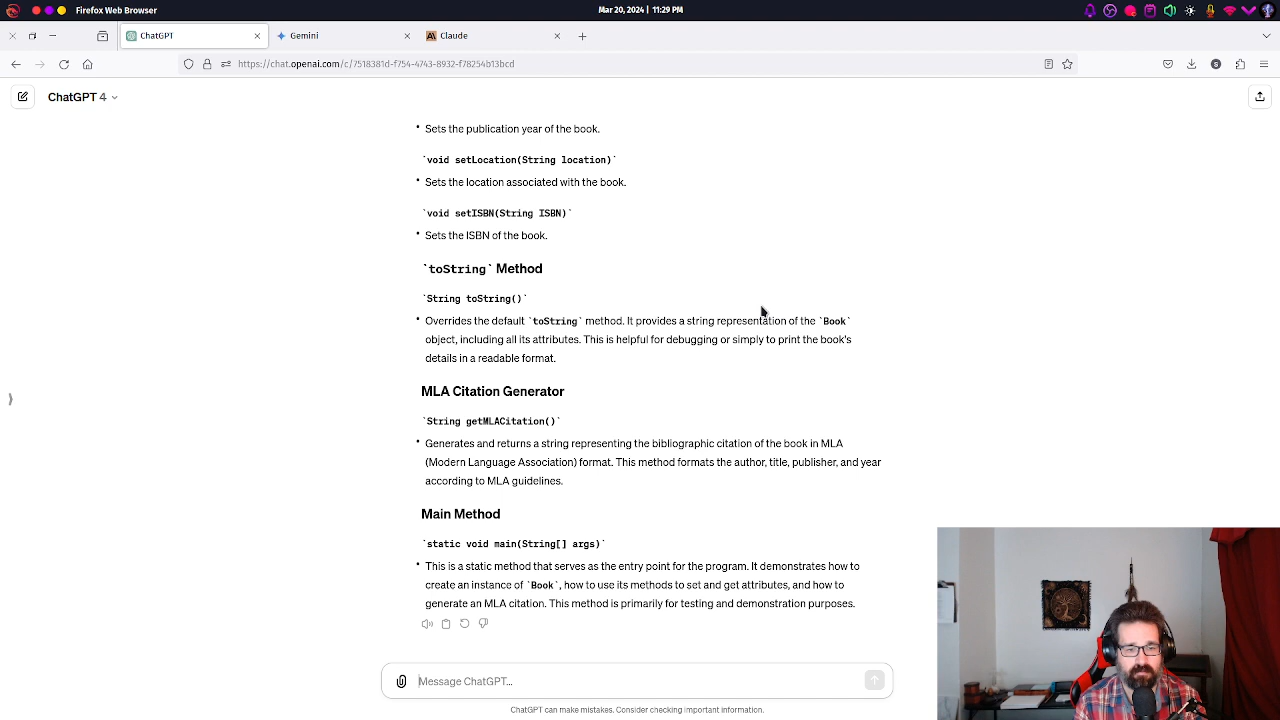 Firefox Web Browser
Mar 20, 2024 | 11:29 PM
ChatGPT
Gemini
Claude
https://chat.openai.com/c/7518381d-f754-4743-8932-f78254b13bcd
ChatGPT 4
• Sets the publication year of the book.
`void setLocation(String location)`
• Sets the location associated with the book.
`void setISBN(String ISBN)`
• Sets the ISBN of the book.
`toString` Method
`String toString()`
• Overrides the default `toString` method. It provides a string representation of the `Book`
object, including all its attributes. This is helpful for debugging or simply to print the book's
details in a readable format.
MLA Citation Generator
`String getMLACitation()`
• Generates and returns a string representing the bibliographic citation of the book in MLA
(Modern Language Association) format. This method formats the author, title, publisher, and year
according to MLA guidelines.
Main Method
`static void main(String[] args)`
• This is a static method that serves as the entry point for the program. It demonstrates how to
create an instance of `Book`, how to use its methods to set and get attributes, and how to
generate an MLA citation. This method is primarily for testing and demonstration purposes.
Message ChatGPT...
ChatGPT can make mistakes. Consider checking important information.